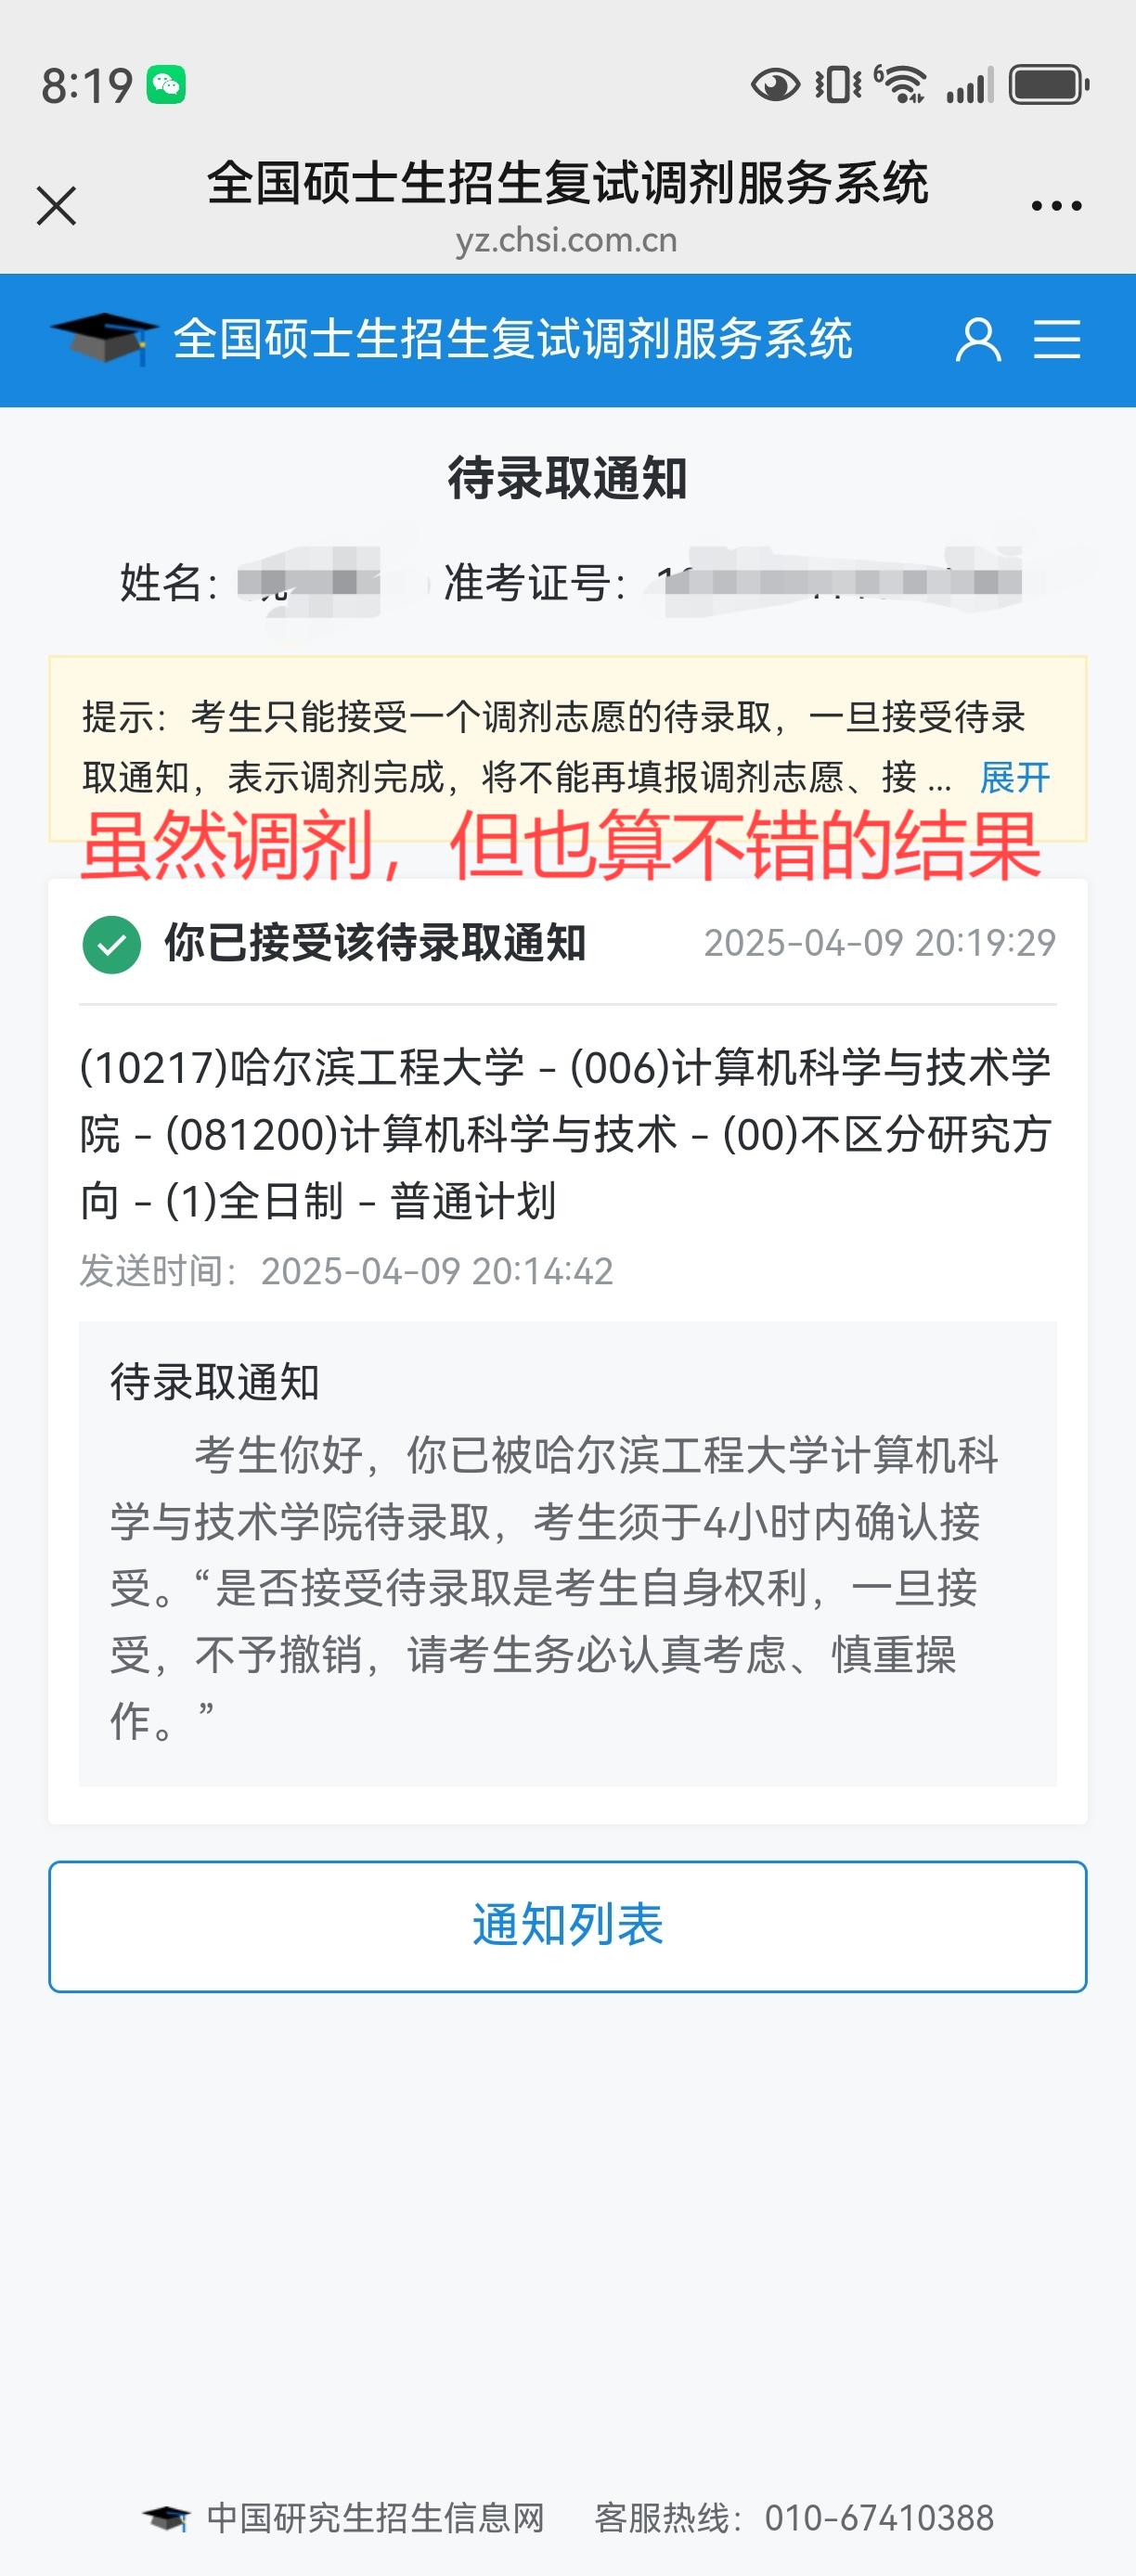 8:19
6
全国硕士生招生复试调剂服务系统
yz.chsi.com.cn
全国硕士生招生复试调剂服务系统
待录取通知
姓名： 准考证号：
提示：考生只能接受一个调剂志愿的待录取，一旦接受待录
取通知，表示调剂完成，将不能再填报调剂志愿、接 ... 展开
虽然调剂，但也算不错的结果
你已接受该待录取通知 2025-04-09 20:19:29
(10217)哈尔滨工程大学 - (006)计算机科学与技术学
院 - (081200)计算机科学与技术 - (00)不区分研究方
向 - (1)全日制 - 普通计划
发送时间：2025-04-09 20:14:42
待录取通知
考生你好，你已被哈尔滨工程大学计算机科
学与技术学院待录取，考生须于4小时内确认接
受。“是否接受待录取是考生自身权利，一旦接
受，不予撤销，请考生务必认真考虑、慎重操
作。”
通知列表
中国研究生招生信息网 客服热线：010-67410388